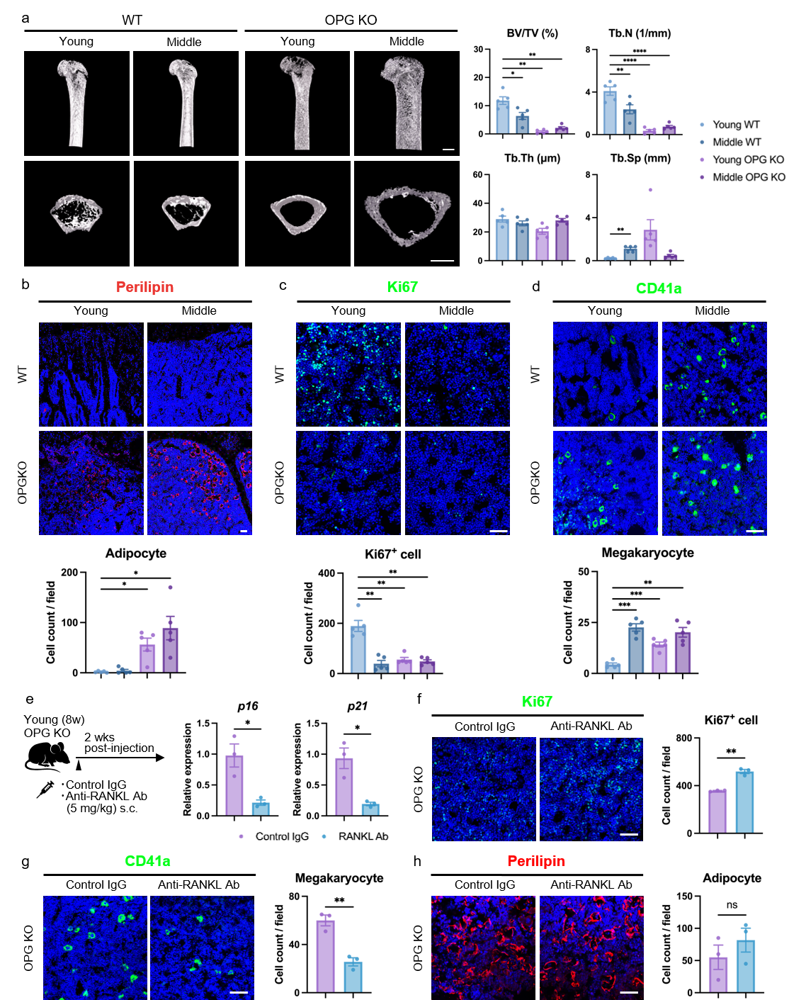 a
WT
OPG KO
Young
Middle
Young
Middle
BV/TV (%)
30
20
10
0
**
**
*
Tb.N (1/mm)
8
4
0
****
****
**
Tb.Th (μm)
60
40
20
0
Tb.Sp (mm)
8
4
0
**
Young WT
Middle WT
Young OPG KO
Middle OPG KO
b
Perilipin
Young
Middle
WT
OPGKO
Adipocyte
Cell count / field
200
100
0
*
*
c
Ki67
Young
Middle
WT
OPGKO
Ki67+ cell
Cell count / field
400
200
0
**
**
**
d
CD41a
Young
Middle
WT
OPGKO
Megakaryocyte
Cell count / field
50
25
0
**
***
***
e
Young (8w)
OPG KO
2 wks
post-injection
・Control IgG
・Anti-RANKL Ab
(5 mg/kg) s.c.
p16
Relative expression
1.5
1.0
0.5
0.0
*
p21
Relative expression
1.5
1.0
0.5
0.0
*
Control IgG
RANKL Ab
f
Ki67
Control IgG
Anti-RANKL Ab
OPG KO
Ki67+ cell
Cell count / field
800
400
0
**
g
CD41a
Control IgG
Anti-RANKL Ab
OPG KO
Megakaryocyte
Cell count / field
80
40
0
**
h
Perilipin
Control IgG
Anti-RANKL Ab
OPG KO
Adipocyte
Cell count / field
150
100
50
0
ns